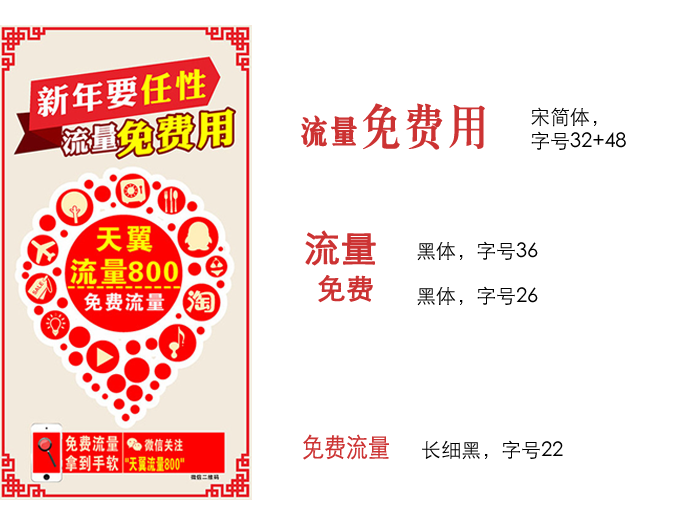 新年要任性
流量免费用
天翼
流量800
免费流量
SALE
淘
免费流量
拿到手软
微信关注
"天翼流量800"
微信二维码
流量免费用
宋简体，
字号32+48
流量
黑体，字号36
免费
黑体，字号26
免费流量
长细黑，字号22